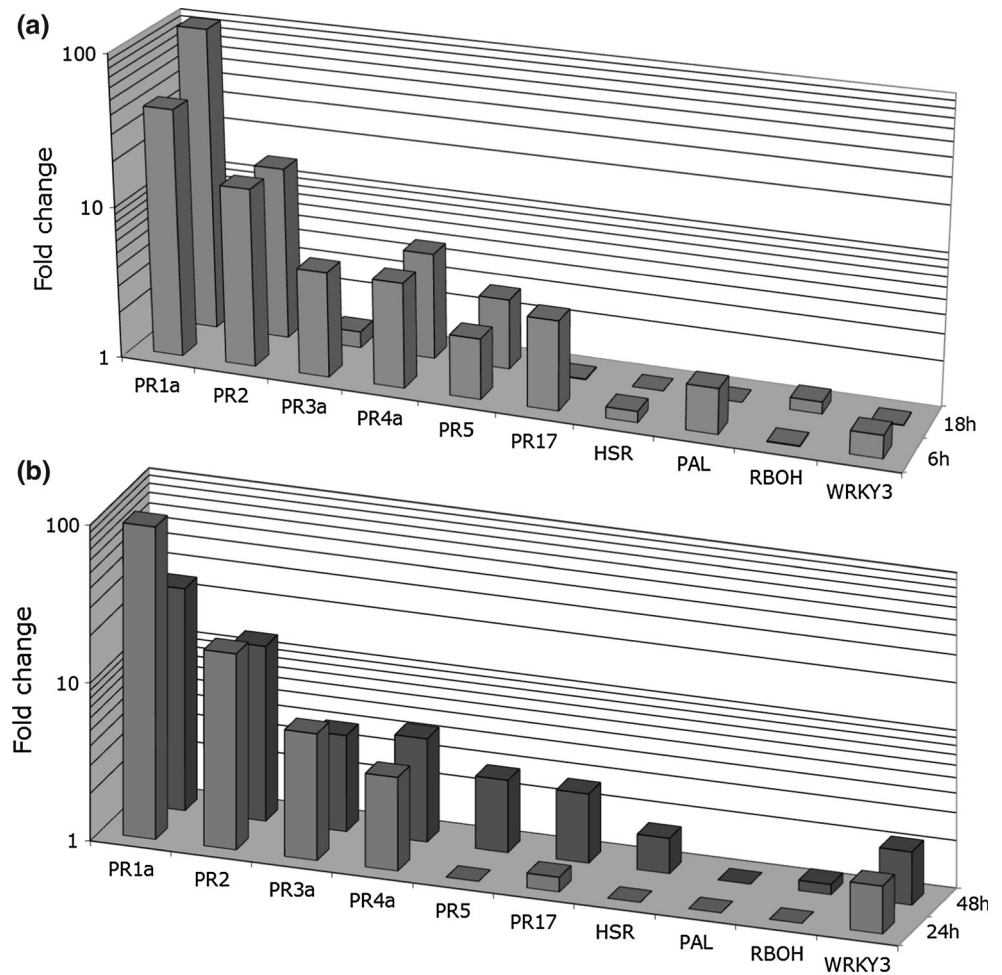 (a)
100
10
1
Fold change
PR1a
PR2
PR3a
PR4a
PR5
PR17
HSR
PAL
RBOH
WRKY3
6h
18h
(b)
100
10
1
Fold change
PR1a
PR2
PR3a
PR4a
PR5
PR17
HSR
PAL
RBOH
WRKY3
24h
48h